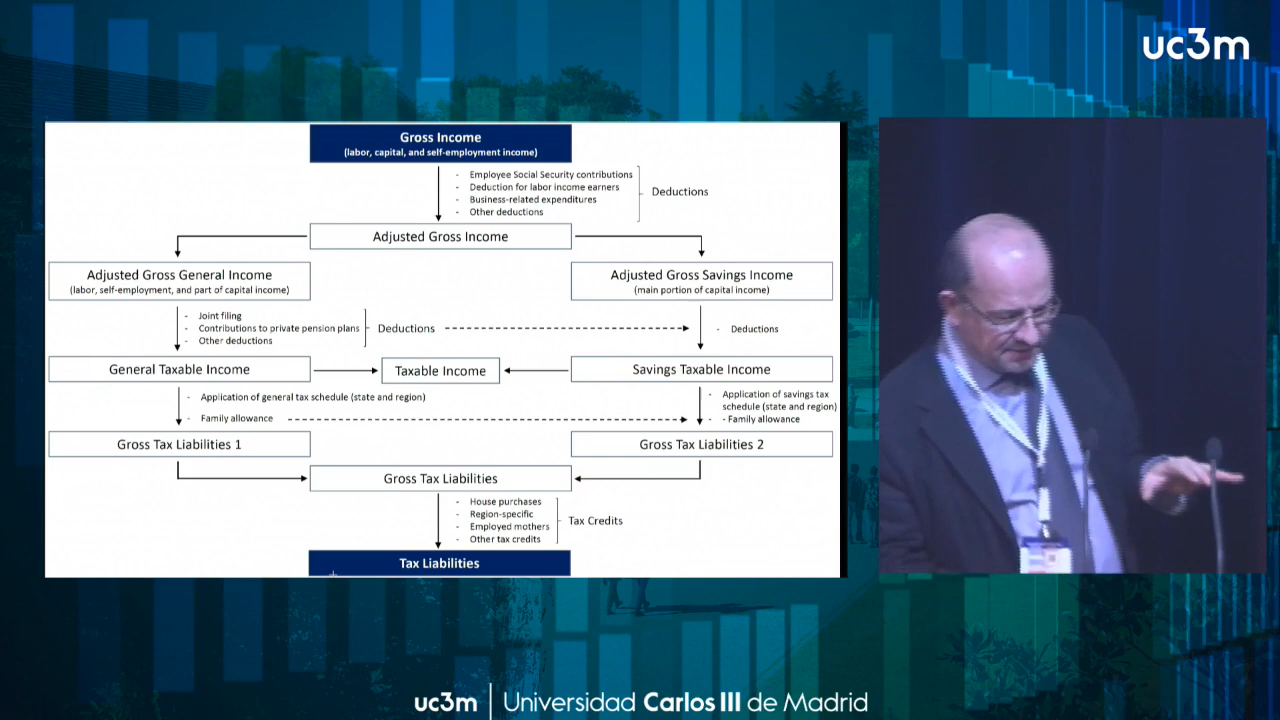 uc3m
Gross Income
(labor, capital, and self-employment income)
- Employee Social Security contributions
- Deduction for labor income earners
- Business-related expenditures
- Other deductions
Deductions
Adjusted Gross Income
Adjusted Gross General Income
(labor, self-employment, and part of capital income)
Adjusted Gross Savings Income
(main portion of capital income)
- Joint filing
- Contributions to private pension plans
- Other deductions
Deductions
- Deductions
General Taxable Income
Taxable Income
Savings Taxable Income
- Application of general tax schedule (state and region)
- Family allowance
- Application of savings tax
schedule (state and region)
- - Family allowance
Gross Tax Liabilities 1
Gross Tax Liabilities 2
Gross Tax Liabilities
- House purchases
- Region-specific
- Employed mothers
- Other tax credits
Tax Credits
Tax Liabilities
uc3m | Universidad Carlos III de Madrid